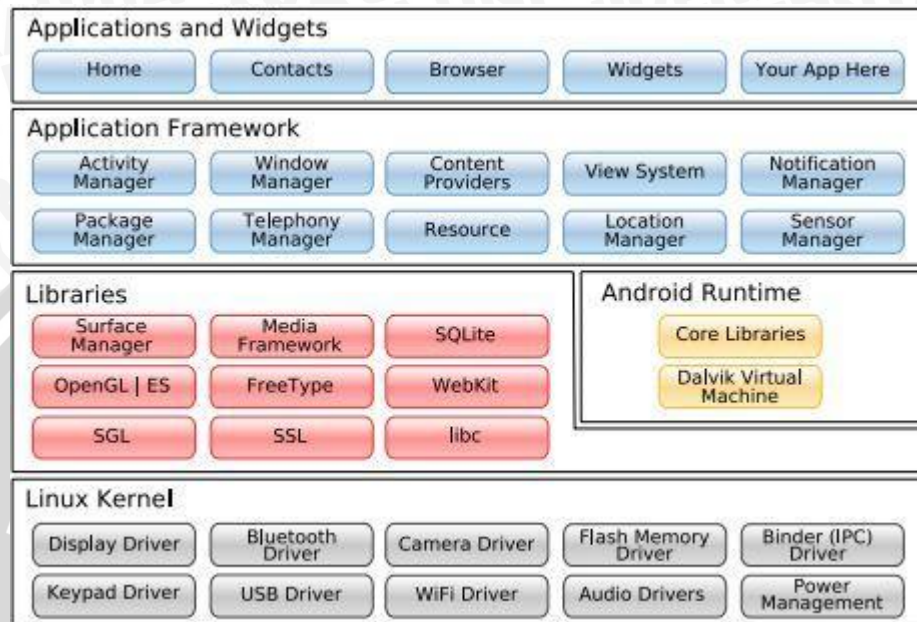 Applications and Widgets
Home
Contacts
Browser
Widgets
Your App Here
Application Framework
Activity
Manager
Window
Manager
Content
Providers
View System
Notification
Manager
Package
Manager
Telephony
Manager
Resource
Location
Manager
Sensor
Manager
Libraries
Surface
Manager
Media
Framework
SQLite
OpenGL | ES
FreeType
WebKit
SGL
SSL
libc
Android Runtime
Core Libraries
Dalvik Virtual
Machine
Linux Kernel
Display Driver
Bluetooth
Driver
Camera Driver
Flash Memory
Driver
Binder (IPC)
Driver
Keypad Driver
USB Driver
WiFi Driver
Audio Drivers
Power
Management